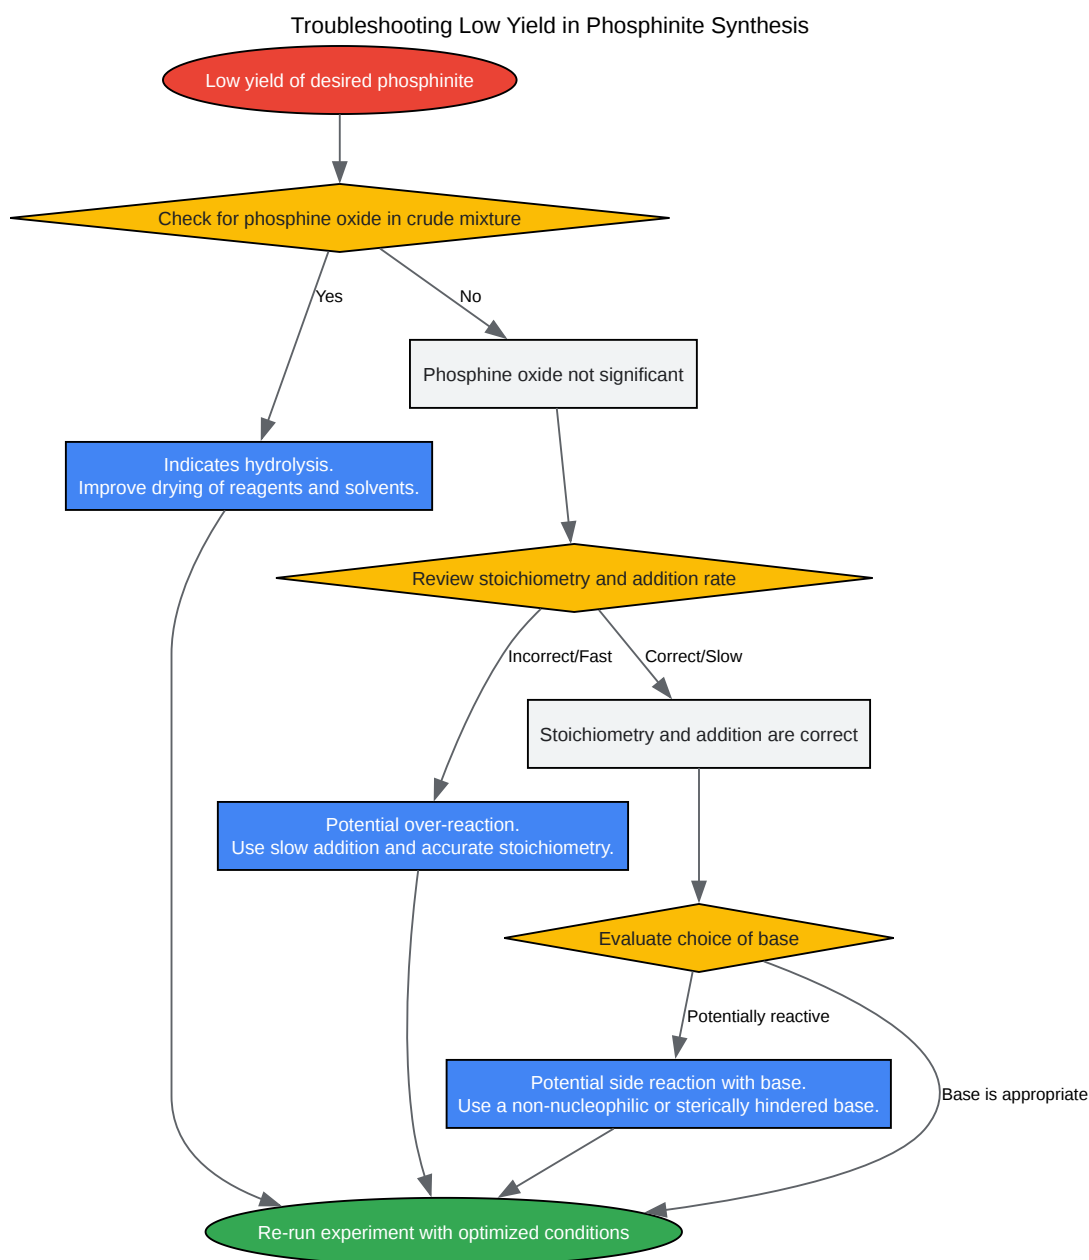 Troubleshooting Low Yield in Phosphinite Synthesis
Low yield of desired phosphinite
Check for phosphine oxide in crude mixture
Yes
No
Phosphine oxide not significant
Indicates hydrolysis.
Improve drying of reagents and solvents.
Review stoichiometry and addition rate
Incorrect/Fast
Correct/Slow
Stoichiometry and addition are correct
Potential over-reaction.
Use slow addition and accurate stoichiometry.
Evaluate choice of base
Potentially reactive
Potential side reaction with base.
Use a non-nucleophilic or sterically hindered base.
Base is appropriate
Re-run experiment with optimized conditions